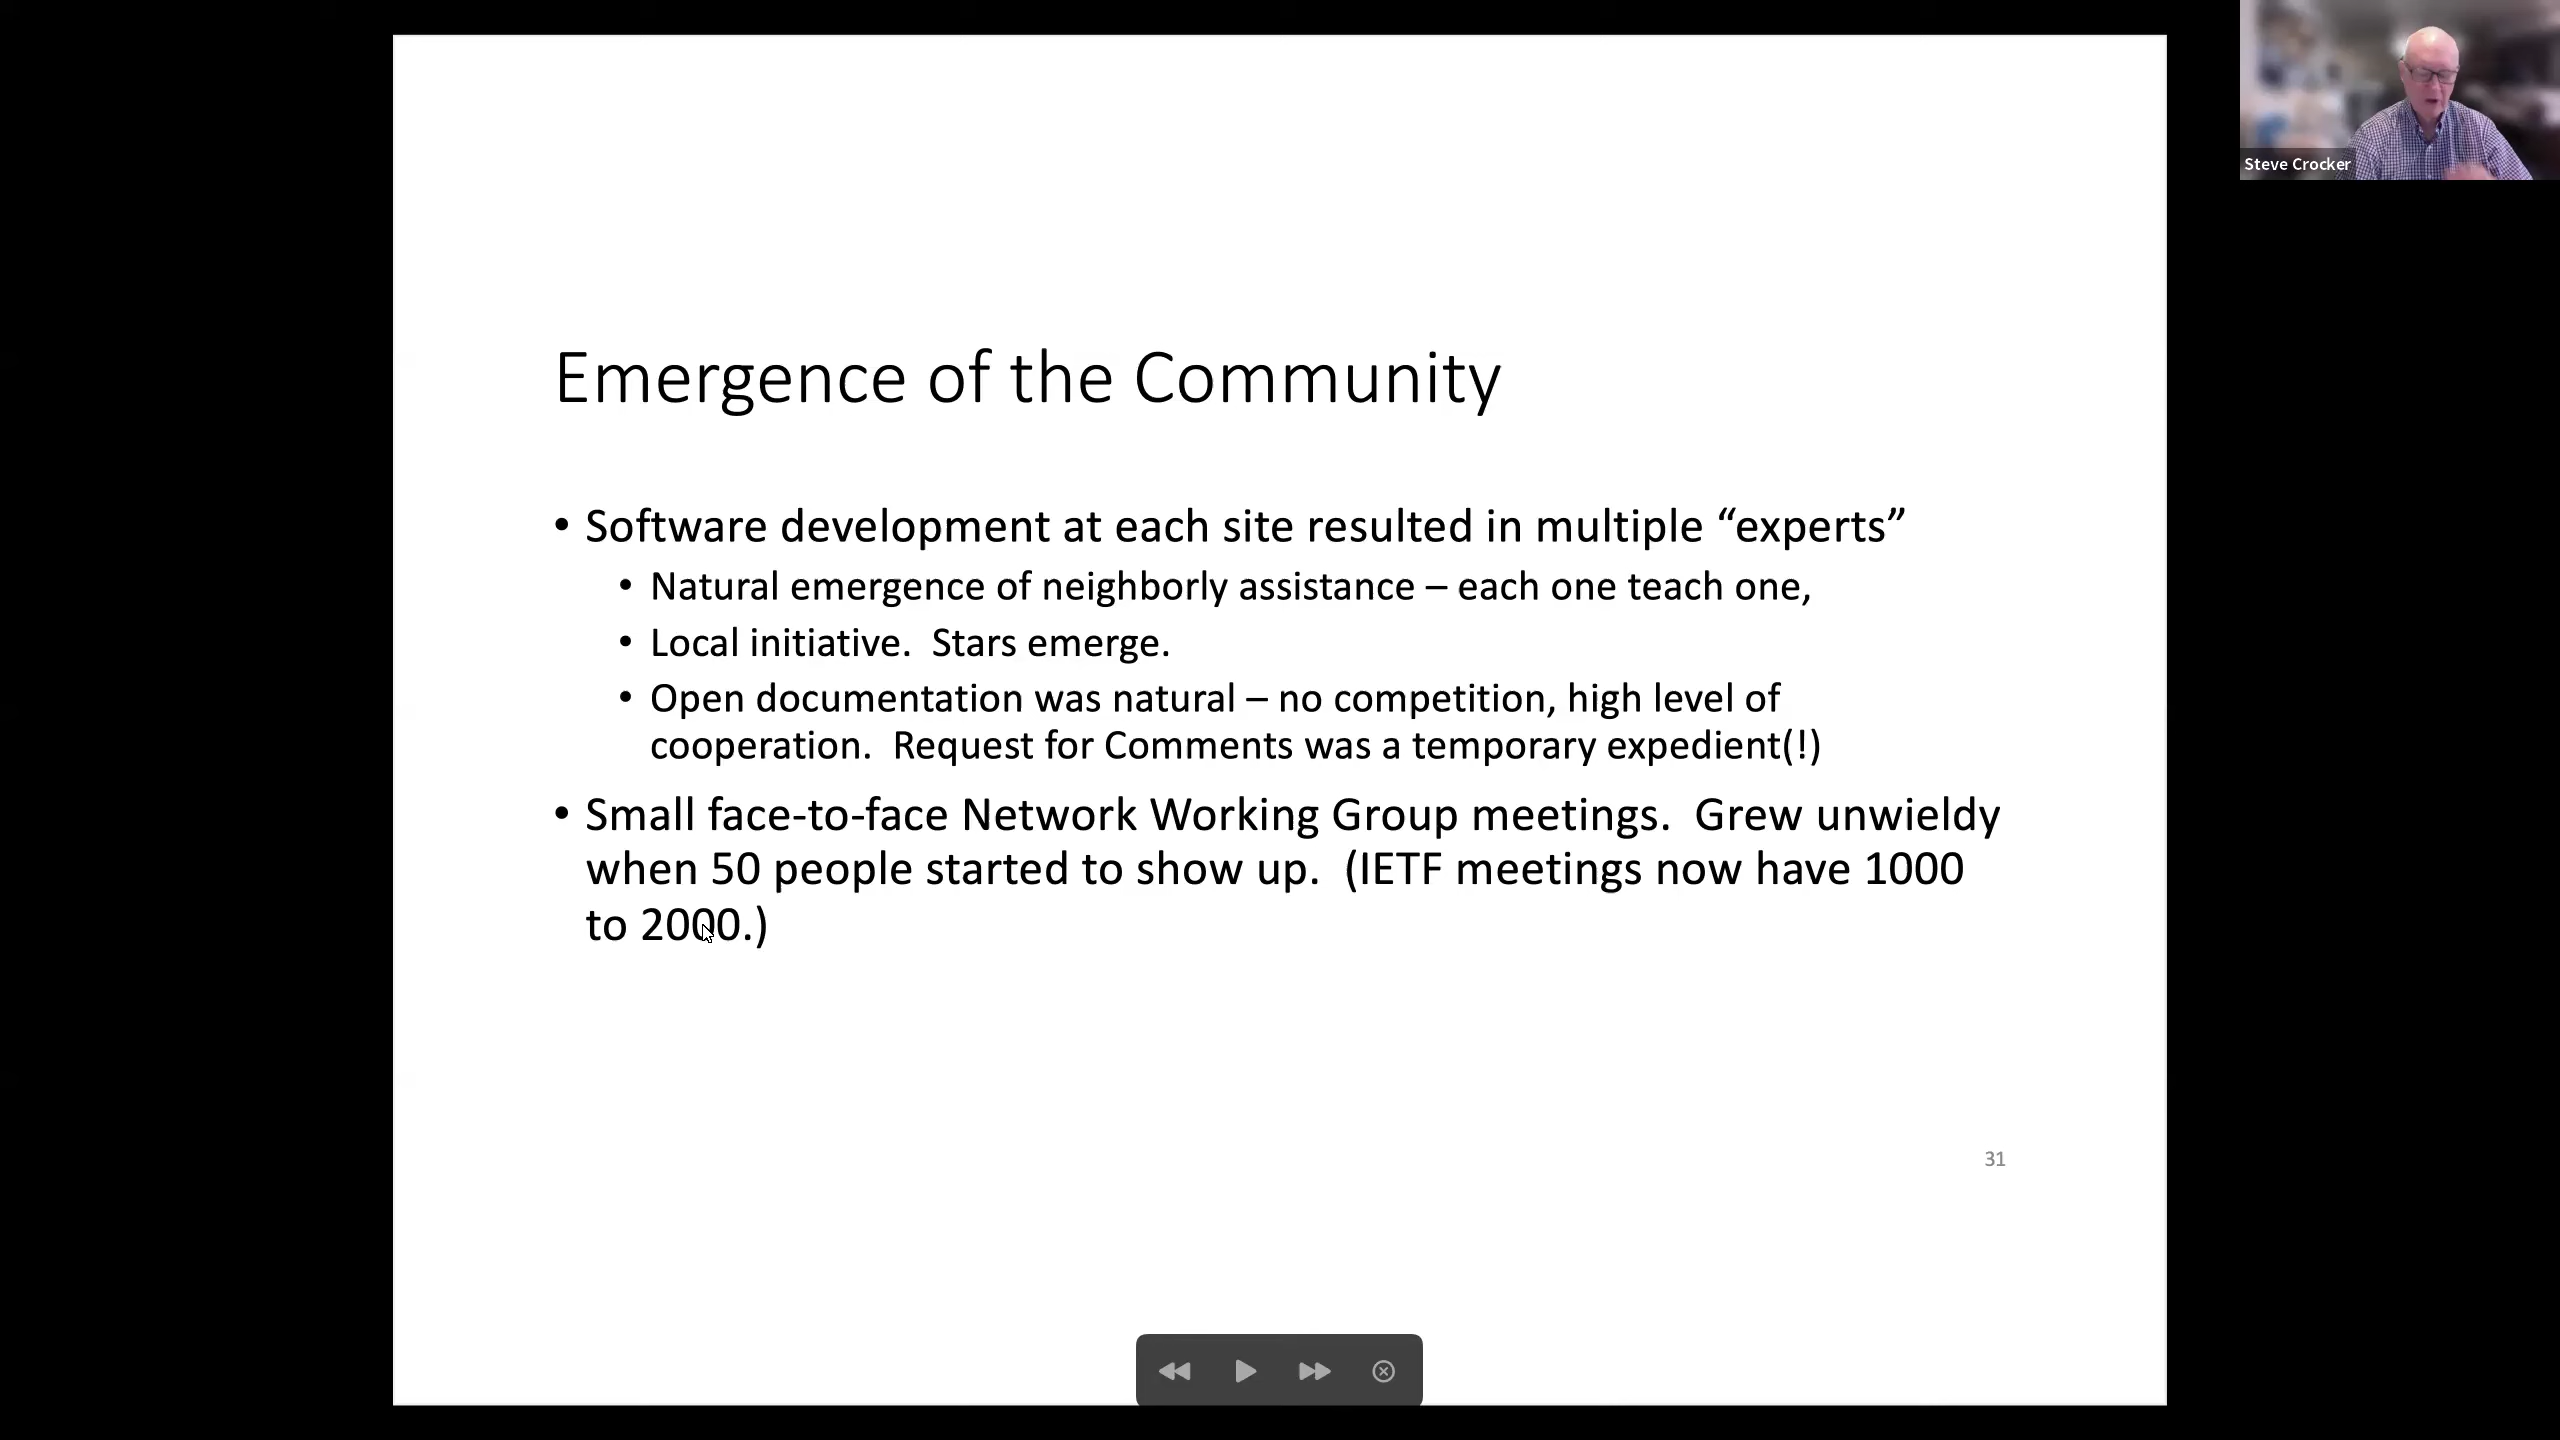 Steve Crocker
Emergence of the Community
• Software development at each site resulted in multiple “experts”
• Natural emergence of neighborly assistance – each one teach one,
• Local initiative.  Stars emerge.
• Open documentation was natural – no competition, high level of
cooperation.  Request for Comments was a temporary expedient(!)
• Small face-to-face Network Working Group meetings.  Grew unwieldy
when 50 people started to show up.  (IETF meetings now have 1000
to 2000.)
31